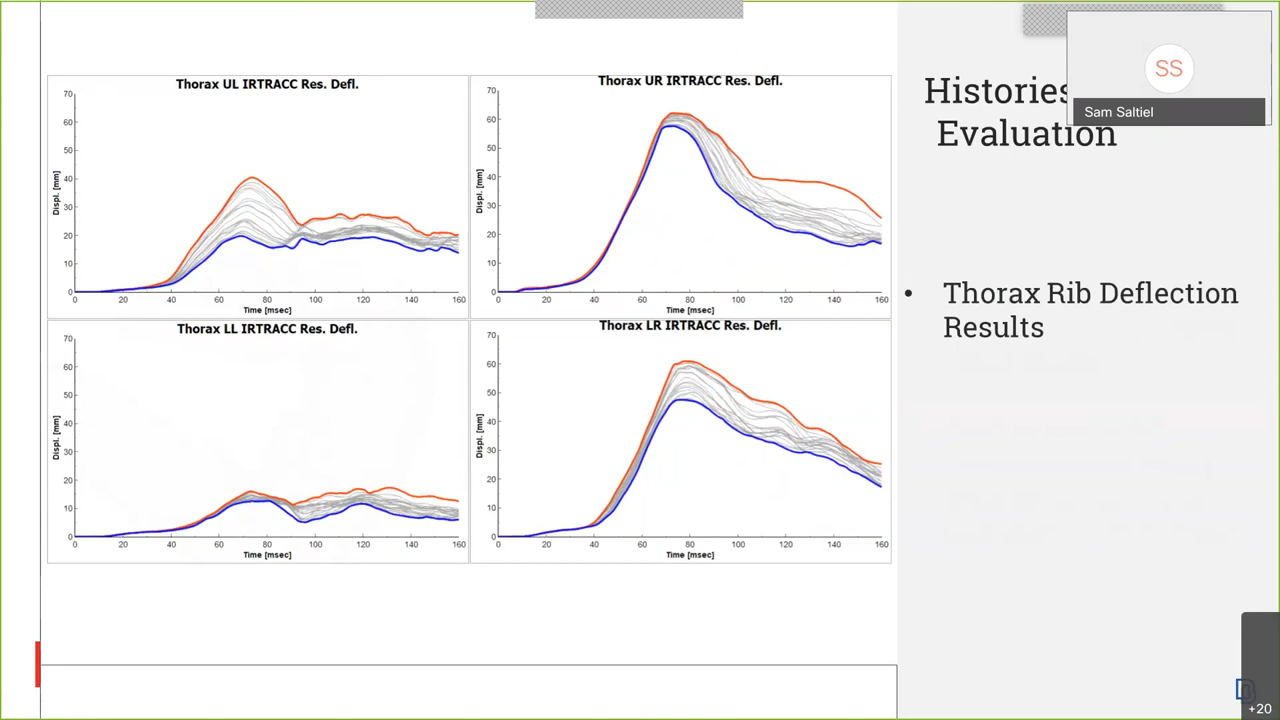 Thorax UL IRTRACC Res. Defl.
70
60
50
40
30
20
10
0
Displ. [mm]
0 20 40 60 80 100 120 140 160
Time [msec]
Thorax UR IRTRACC Res. Defl.
70
60
50
40
30
20
10
0
Displ. [mm]
0 20 40 60 80 100 120 140 160
Time [msec]
Thorax LL IRTRACC Res. Defl.
70
60
50
40
30
20
10
0
Displ. [mm]
0 20 40 60 80 100 120 140 160
Time [msec]
Thorax LR IRTRACC Res. Defl.
70
60
50
40
30
20
10
0
Displ. [mm]
0 20 40 60 80 100 120 140 160
Time [msec]
Histories
Evaluation
• Thorax Rib Deflection
Results
SS
Sam Saltiel
+20